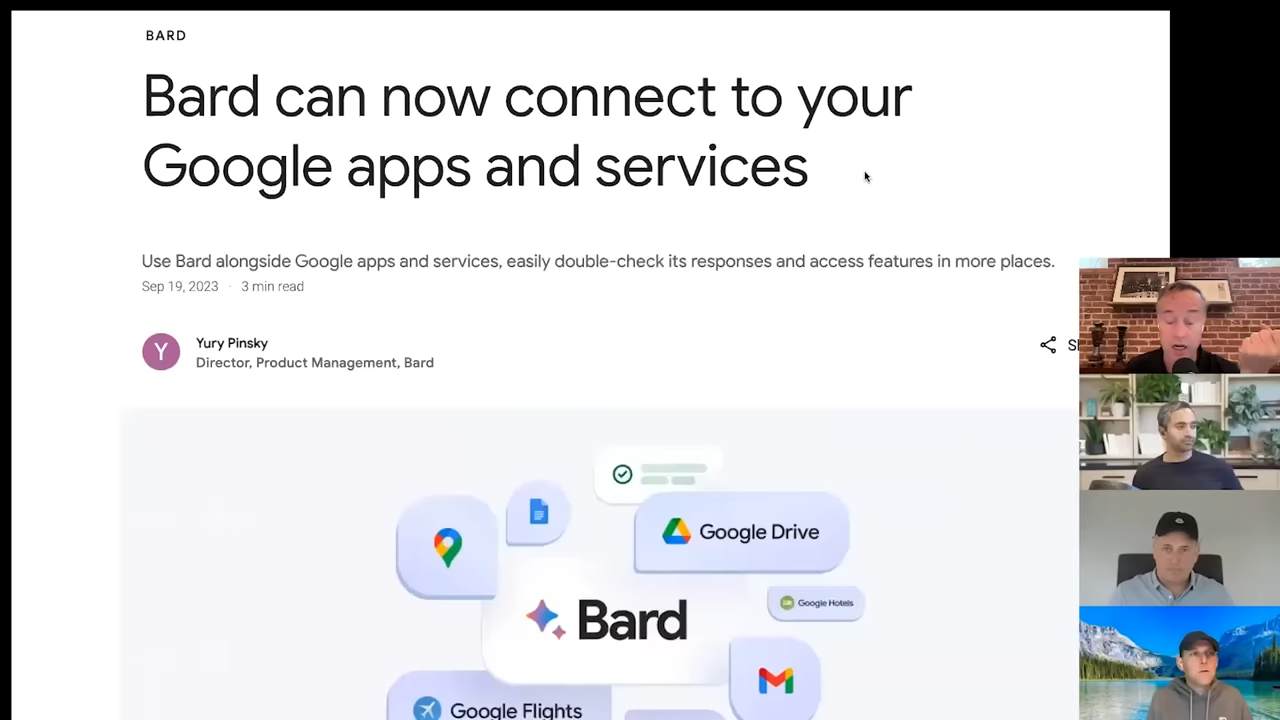 BARD
Bard can now connect to your
Google apps and services
Use Bard alongside Google apps and services, easily double-check its responses and access features in more places.
Sep 19, 2023 · 3 min read
Y
Yury Pinsky
Director, Product Management, Bard
Google Drive
Google Hotels
Bard
Google Flights